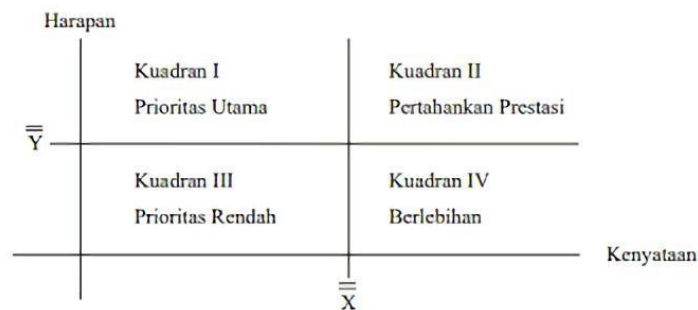 Harapan
Kuadran I
Prioritas Utama
Kuadran II
Pertahankan Prestasi
Y
Kuadran III
Prioritas Rendah
Kuadran IV
Berlebihan
Kenyataan
X